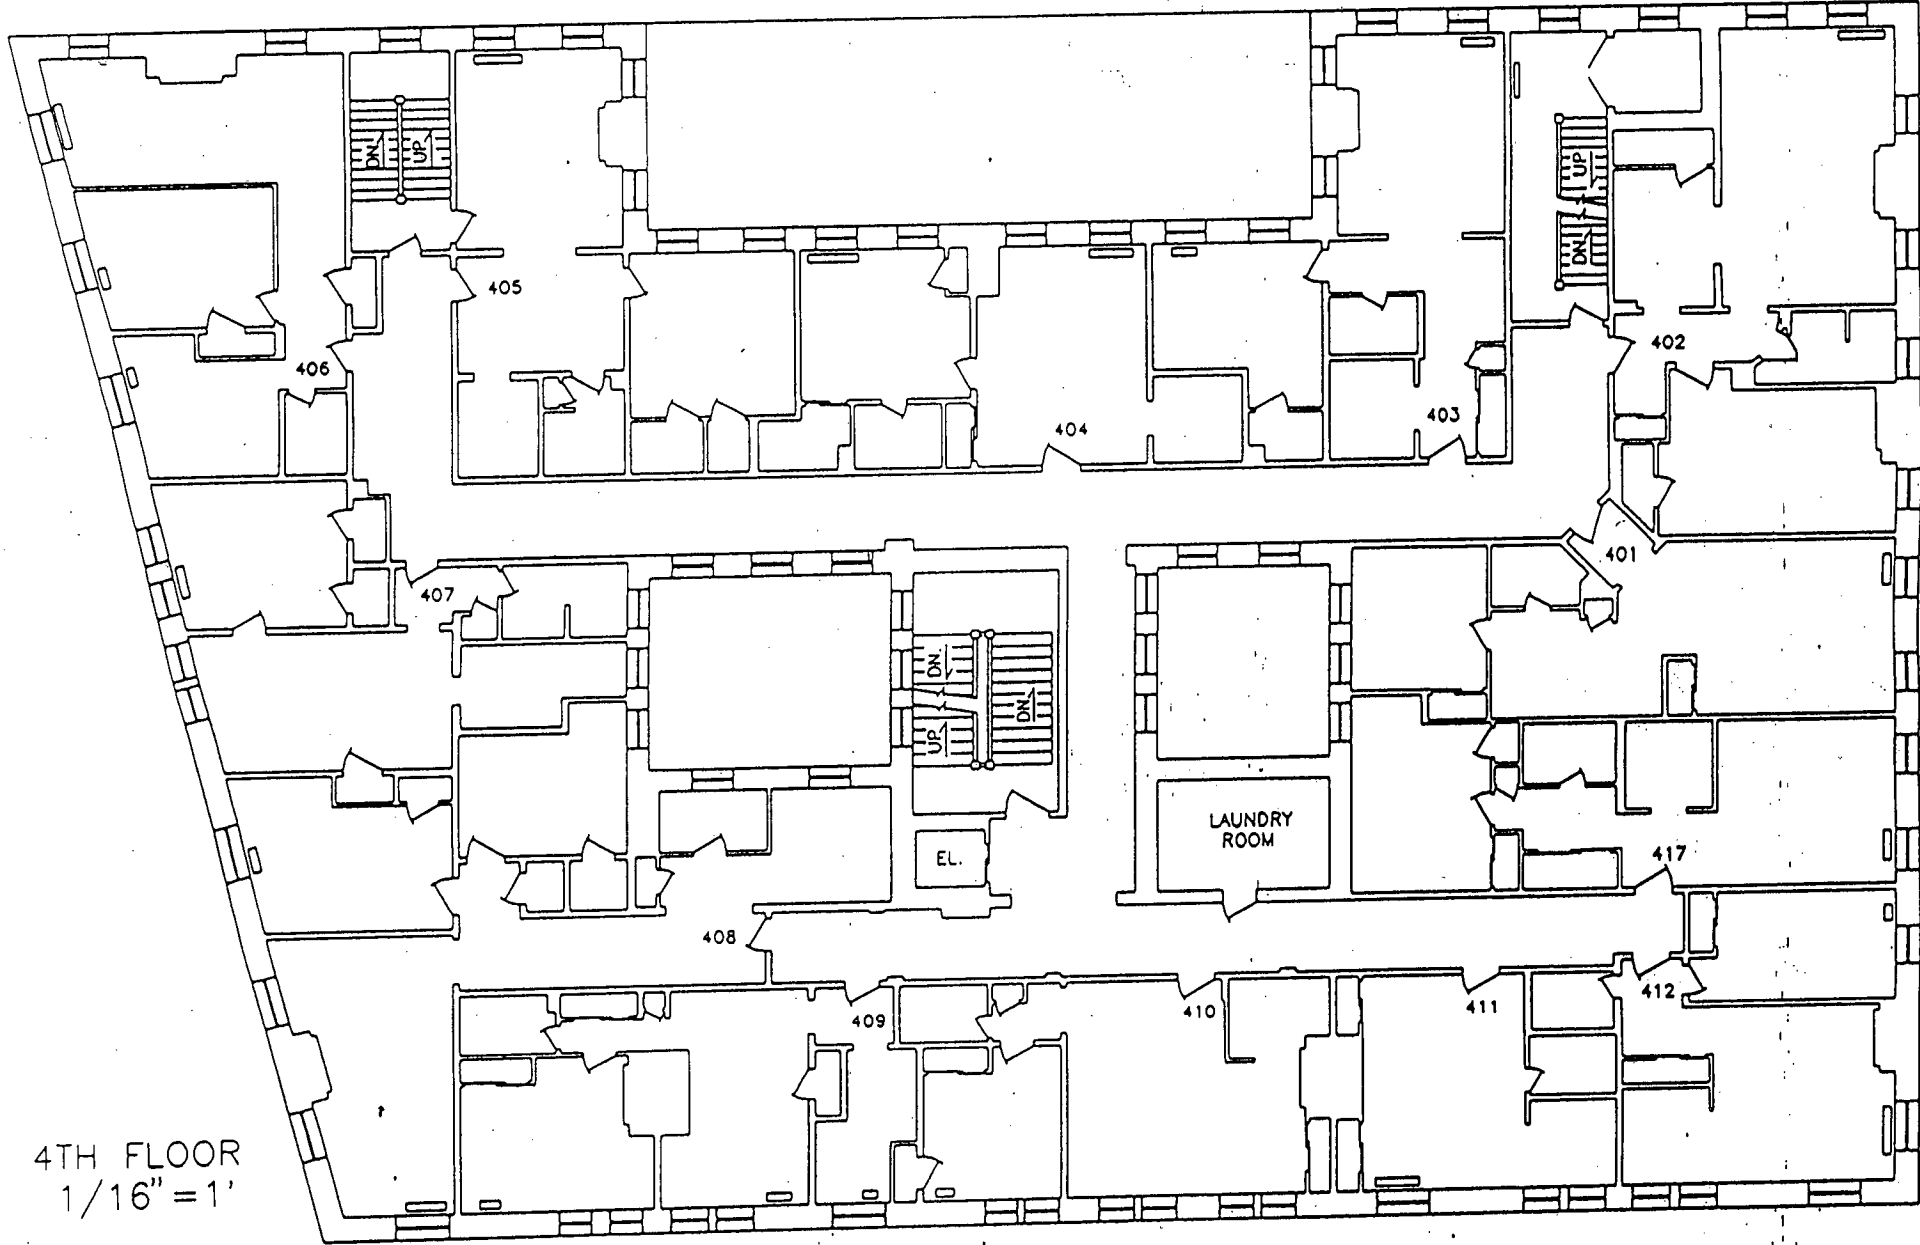 DN.
UP
UP
DN.
405
402
406
403
404
401
407
DN.
DN.
UP
LAUNDRY
ROOM
EL.
417
408
412
409
410
411
4TH FLOOR
1/16"=1'